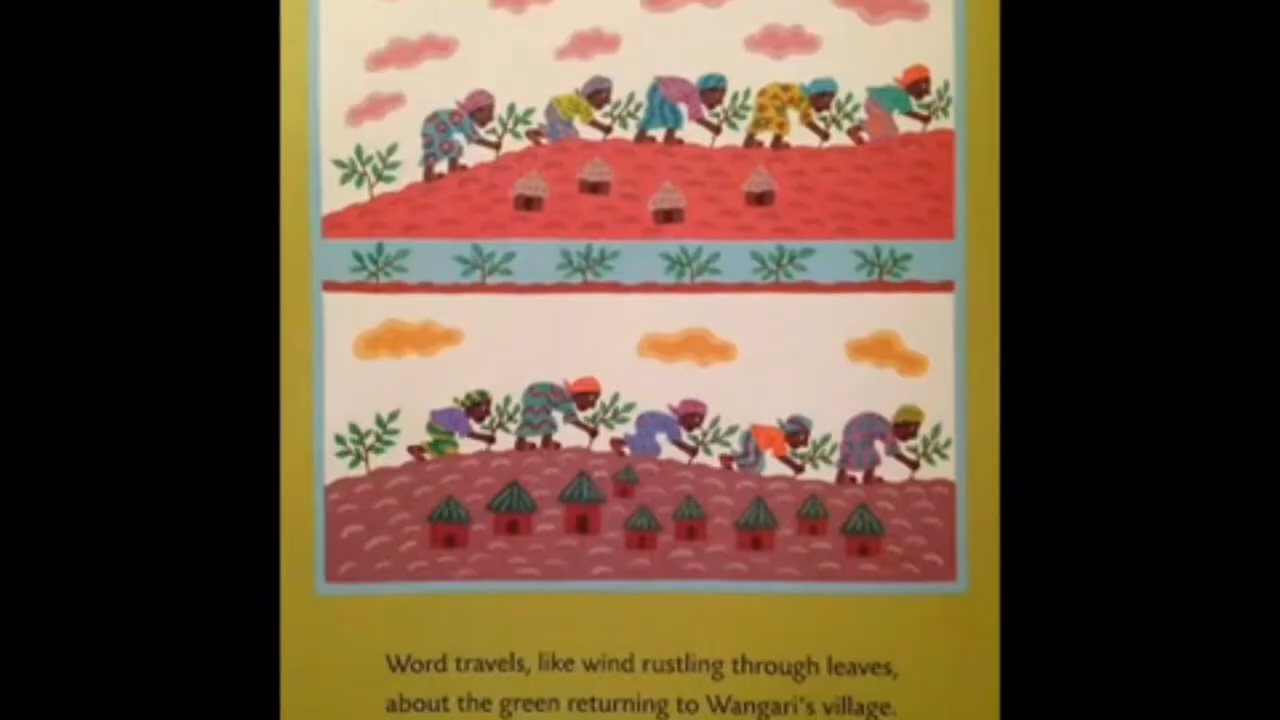 Word travels, like wind rustling through leaves,
about the green returning to Wangari's village.